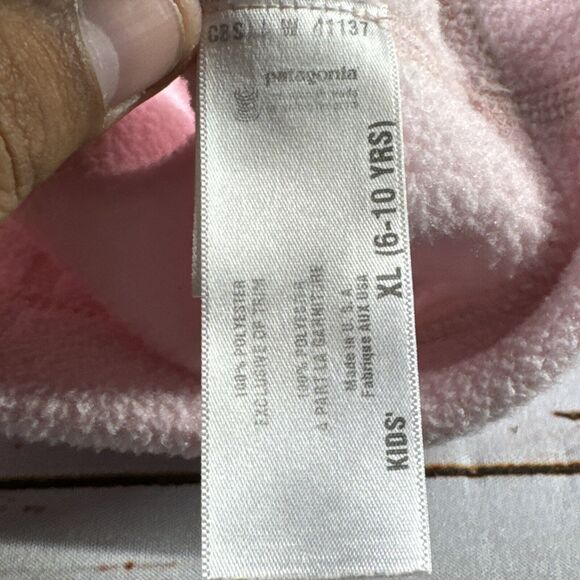 patagonia
100% POLYESTER
EXCLUSIVE OF TRIM
100% POLYESTER
A PART LA GARNITURE
Made in U.S.A
Fabriqué AUX USA
KIDS' XL (6-10 YRS)